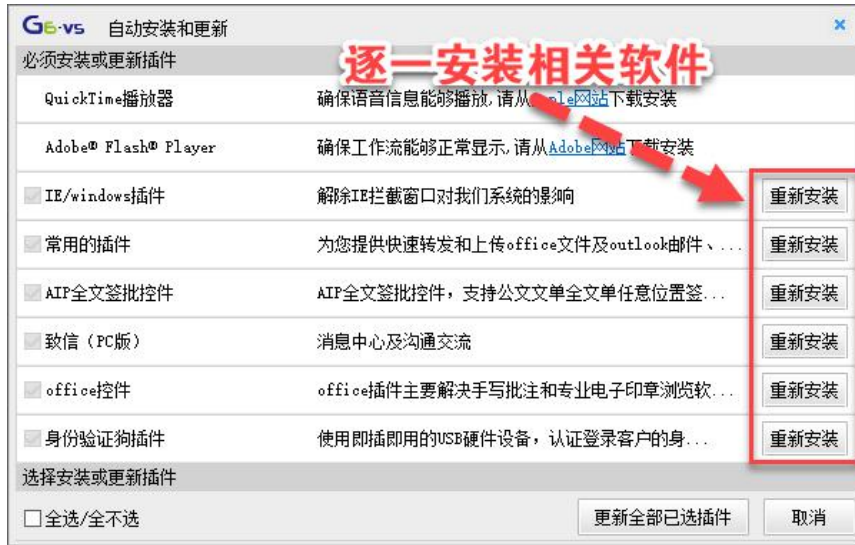 G6-V5 自动安装和更新
必须安装或更新插件
逐一安装相关软件
QuickTime播放器 确保语音信息能够播放,请从 le网站下载安装
Adobe® Flash® Player 确保工作流能够正常显示,请从Adobe网站下载安装
IE/windows插件 解除IE拦截窗口对我们系统的影响 重新安装
常用的插件 为您提供快速转发和上传office文件及outlook邮件、... 重新安装
AIP全文签批控件 AIP全文签批控件，支持公文文单全文单任意位置签... 重新安装
致信（PC版） 消息中心及沟通交流 重新安装
office控件 office插件主要解决手写批注和专业电子印章浏览软... 重新安装
身份验证狗插件 使用即插即用的USB硬件设备，认证登录客户的身... 重新安装
选择安装或更新插件
全选/全不选 更新全部已选插件 取消